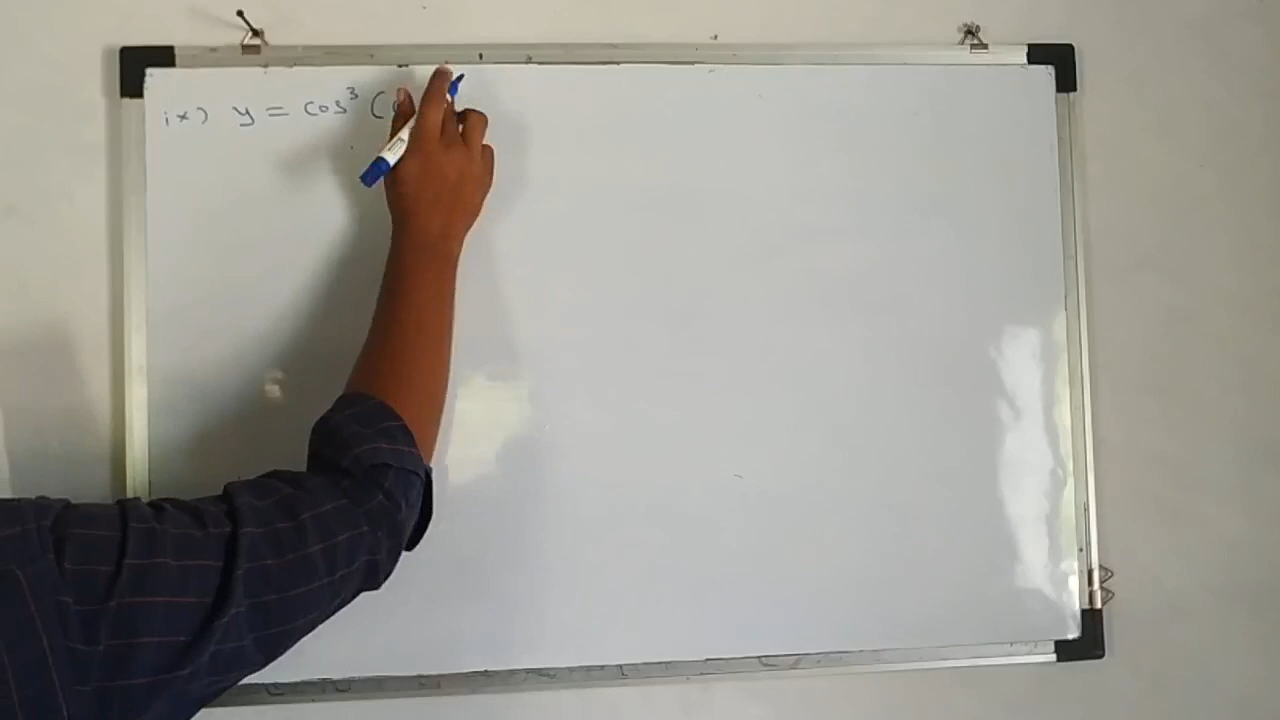 ix) y = cos³ (